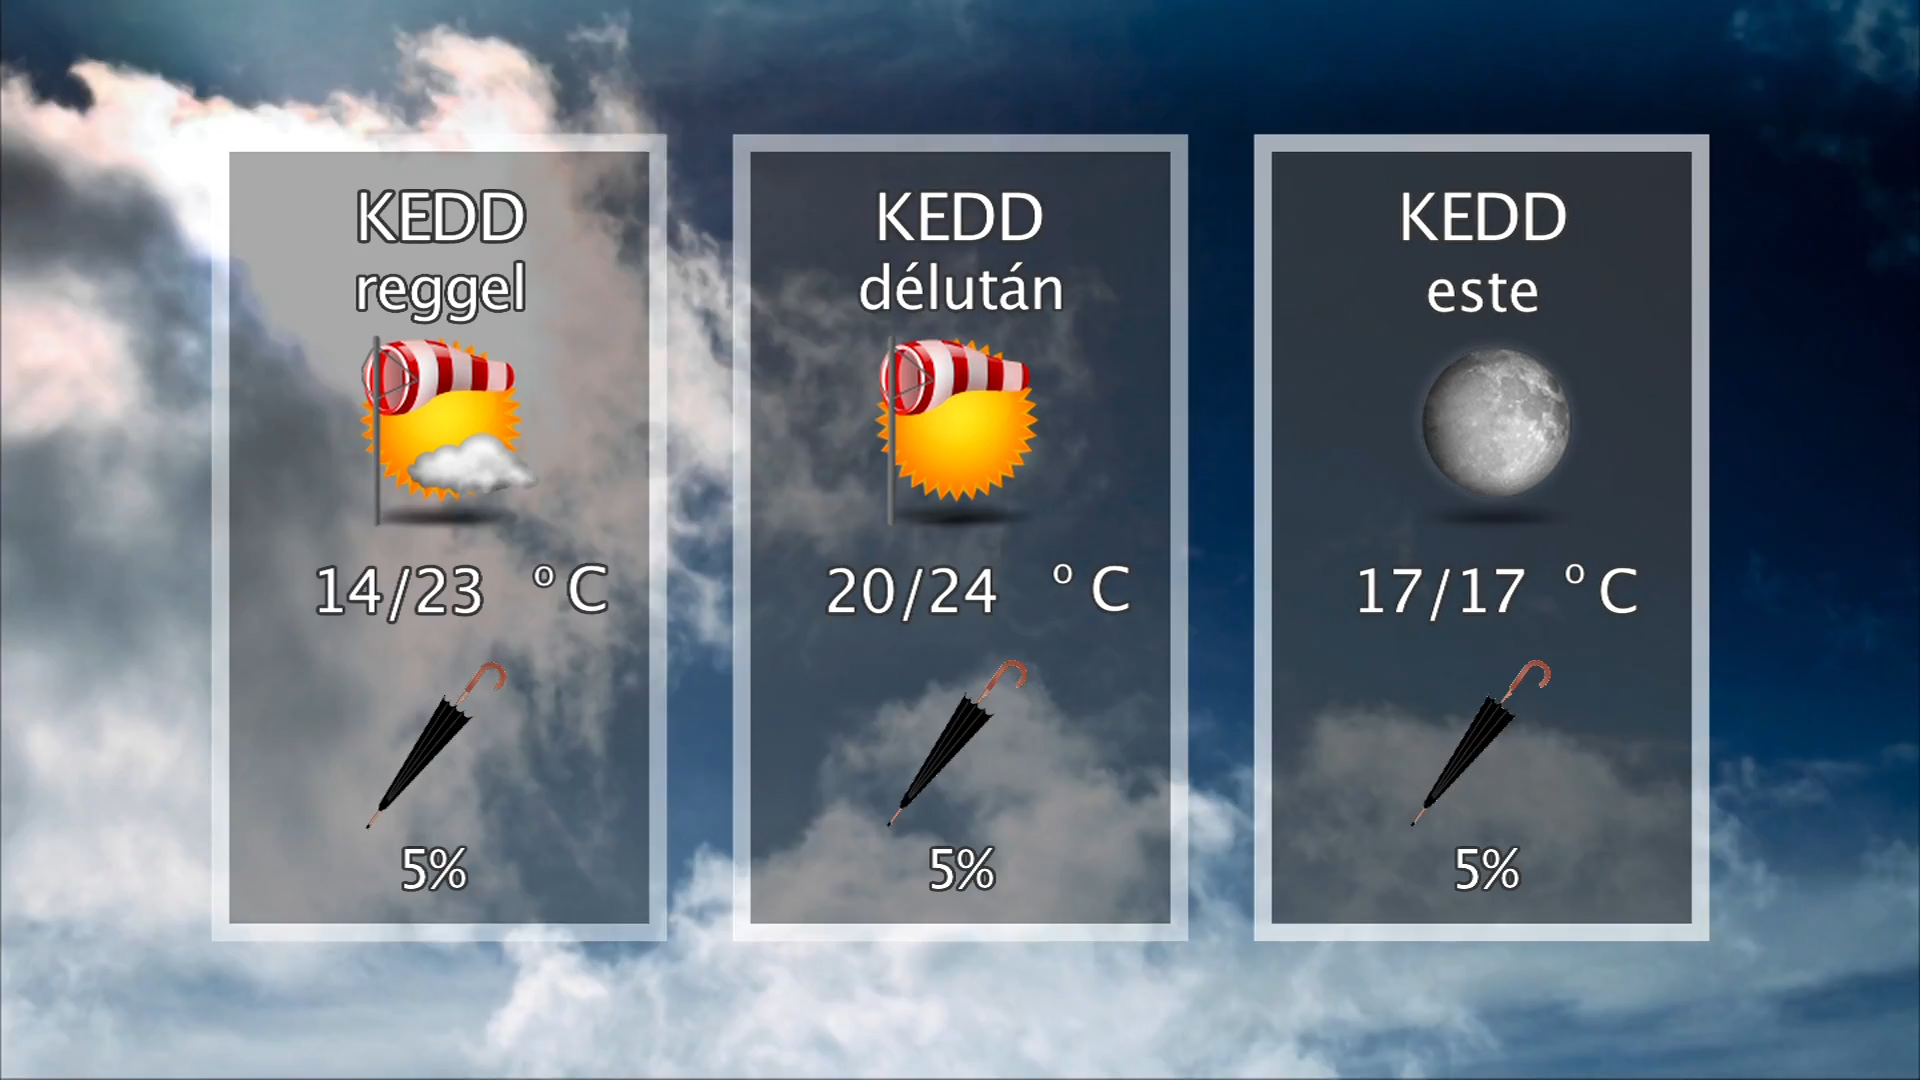 KEDD
reggel
14/23 °C
5%
KEDD
délután
20/24 °C
5%
KEDD
este
17/17 °C
5%